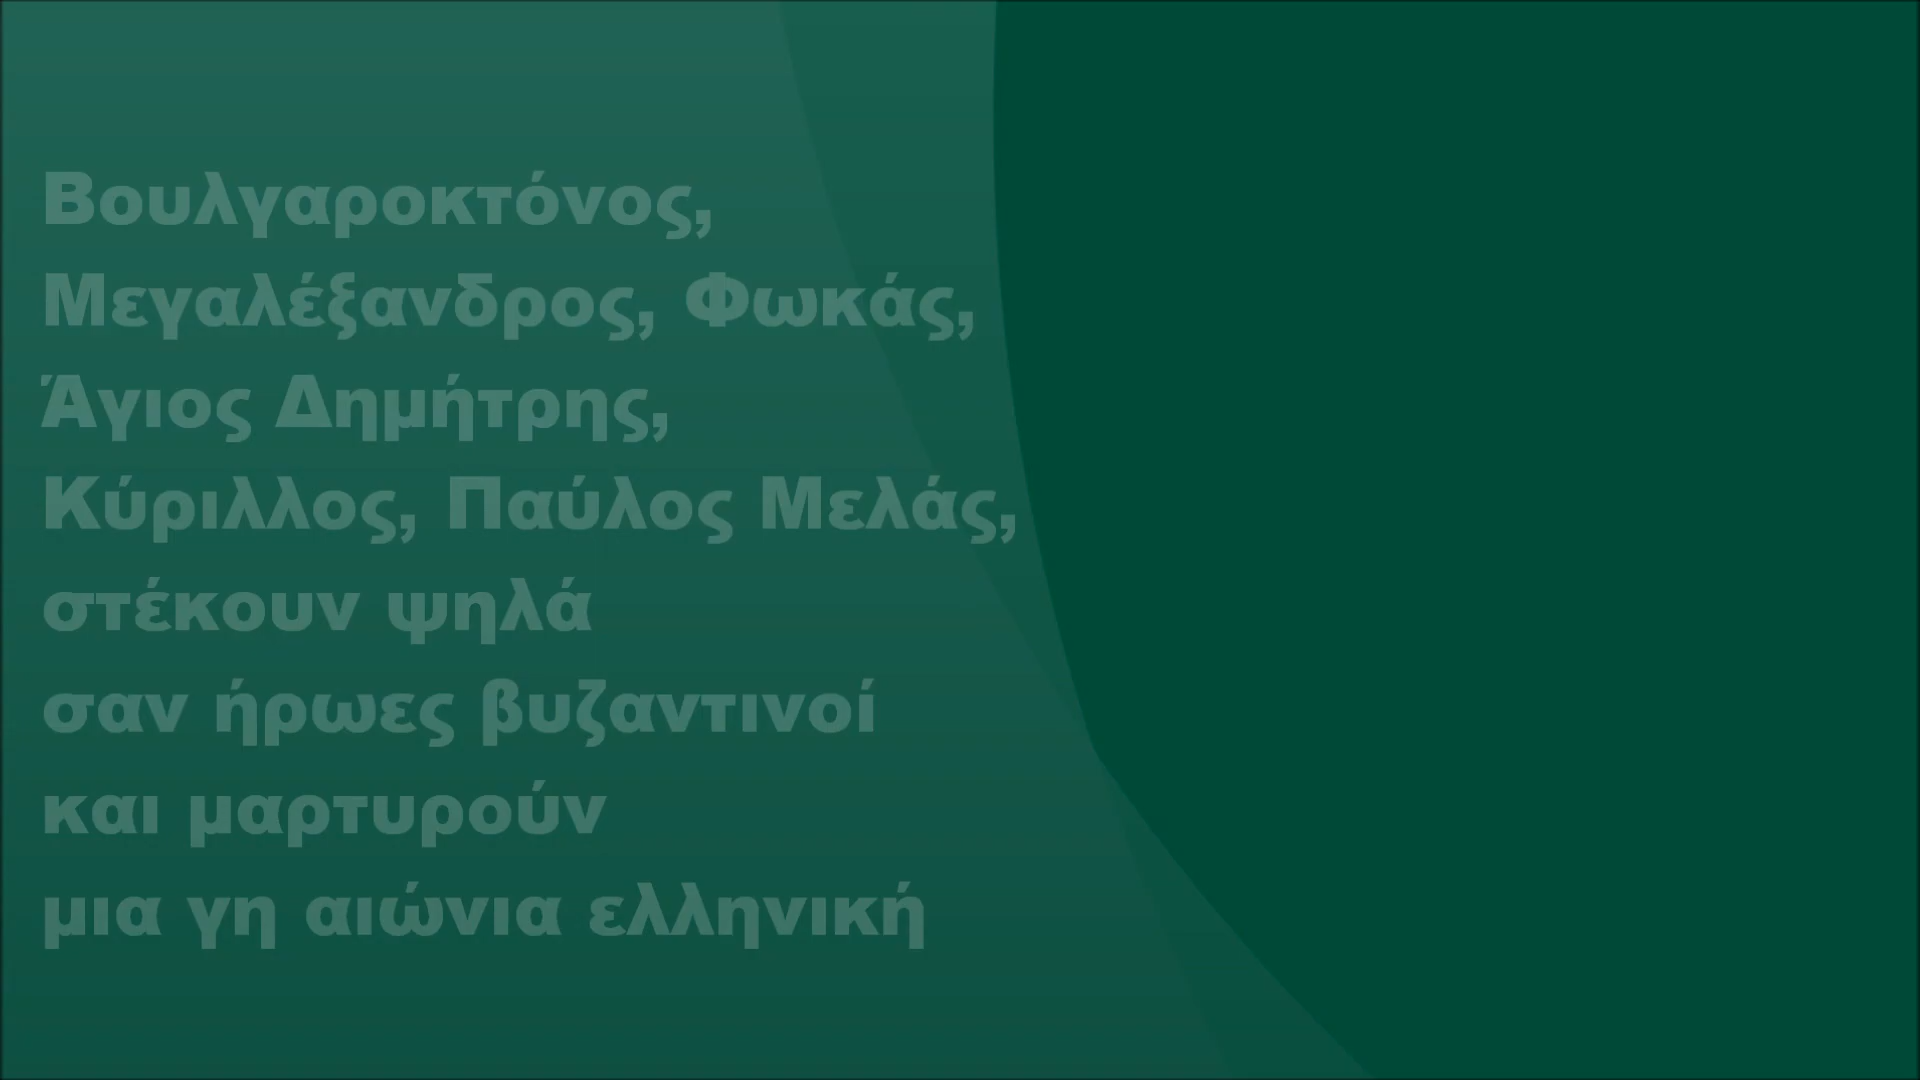 Βουλγαροκτόνος,
Μεγαλέξανδρος, Φωκάς,
Άγιος Δημήτρης,
Κύριλλος, Παύλος Μελάς,
στέκουν ψηλά
σαν ήρωες βυζαντινοί
και μαρτυρούν
μια γη αιώνια ελληνική